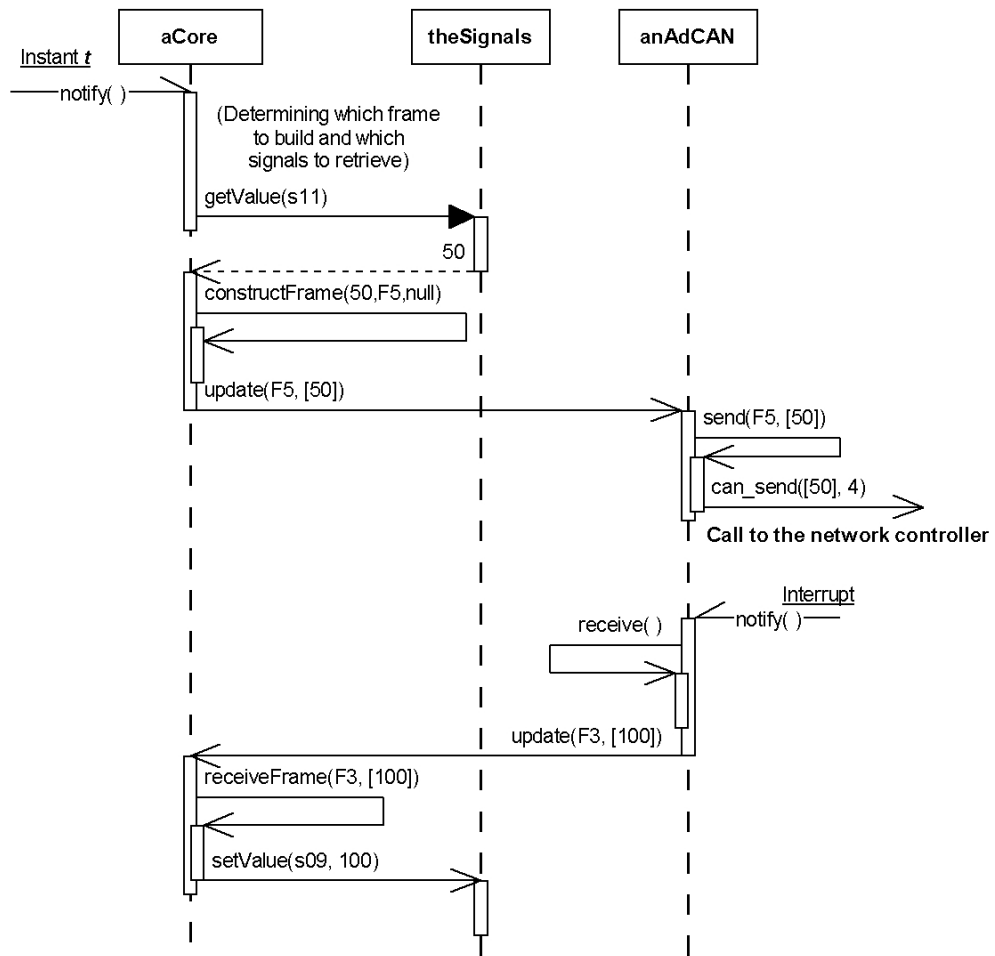 aCore
theSignals
anAdCAN
Instant t
notify( )
(Determining which frame
to build and which
signals to retrieve)
getValue(s11)
50
constructFrame(50,F5,null)
update(F5, [50])
send(F5, [50])
can_send([50], 4)
Call to the network controller
Interrupt
notify( )
receive( )
update(F3, [100])
receiveFrame(F3, [100])
setValue(s09, 100)